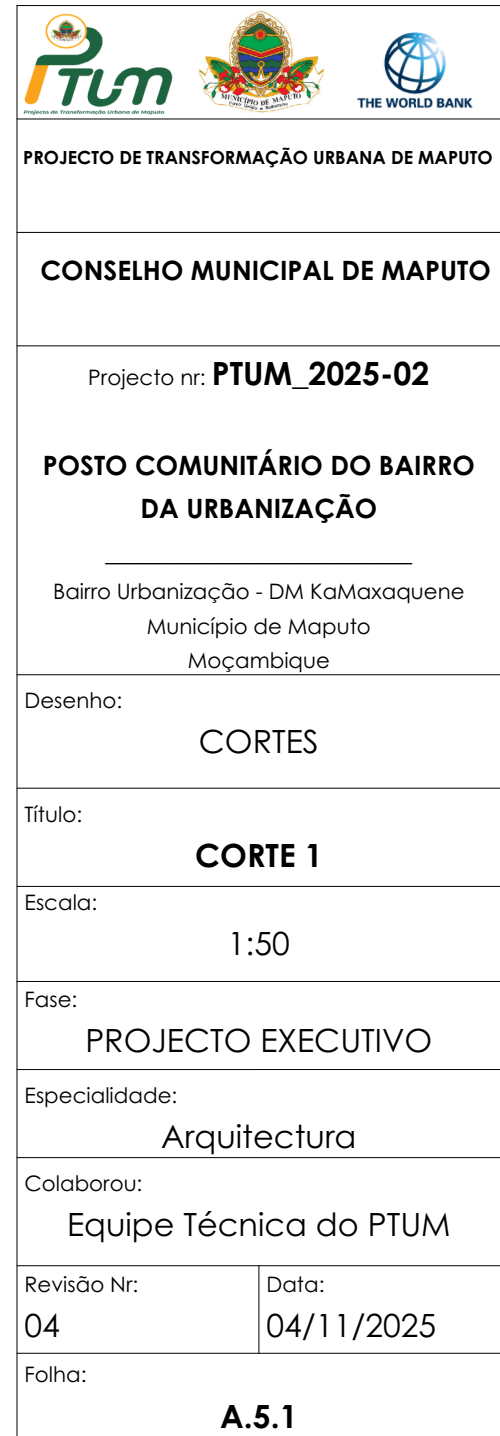 PTUM
Projecto de Transformação Urbana de Maputo
MUNICÍPIO DE MAPUTO
THE WORLD BANK
PROJECTO DE TRANSFORMAÇÃO URBANA DE MAPUTO
CONSELHO MUNICIPAL DE MAPUTO
Projecto nr: PTUM_2025-02
POSTO COMUNITÁRIO DO BAIRRO
DA URBANIZAÇÃO
Bairro Urbanização - DM KaMaxaquene
Município de Maputo
Moçambique
Desenho:
CORTES
Título:
CORTE 1
Escala:
1:50
Fase:
PROJECTO EXECUTIVO
Especialidade:
Arquitectura
Colaborou:
Equipe Técnica do PTUM
Revisão Nr:
04
Data:
04/11/2025
Folha:
A.5.1